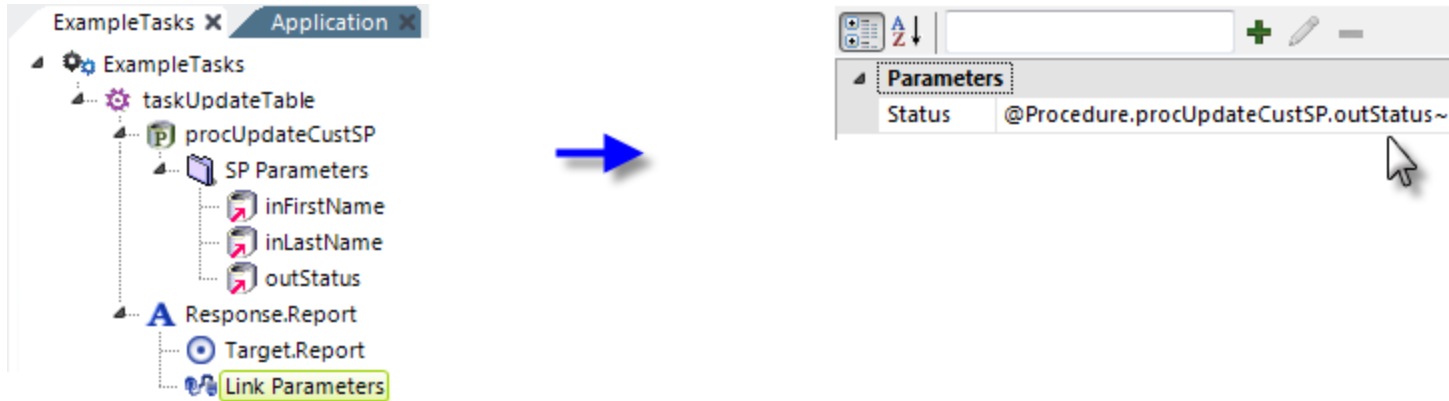 ExampleTasks
Application
ExampleTasks
taskUpdateTable
procUpdateCustSP
SP Parameters
inFirstName
inLastName
outStatus
Response.Report
Target.Report
Link Parameters
Parameters
Status @Procedure.procUpdateCustSP.outStatus~